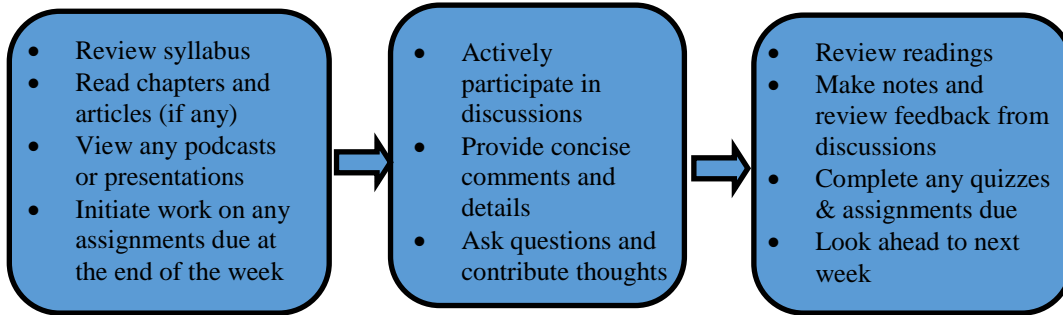 • Review syllabus
• Read chapters and
articles (if any)
• View any podcasts
or presentations
• Initiate work on any
assignments due at
the end of the week
• Actively
participate in
discussions
• Provide concise
comments and
details
• Ask questions and
contribute thoughts
• Review readings
• Make notes and
review feedback from
discussions
• Complete any quizzes
& assignments due
• Look ahead to next
week